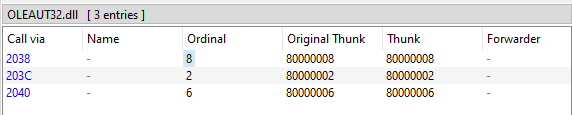 OLEAUT32.dll [ 3 entries ]
Call via Name Ordinal Original Thunk Thunk Forwarder
2038 - 8 80000008 80000008 -
203C - 2 80000002 80000002 -
2040 - 6 80000006 80000006 -